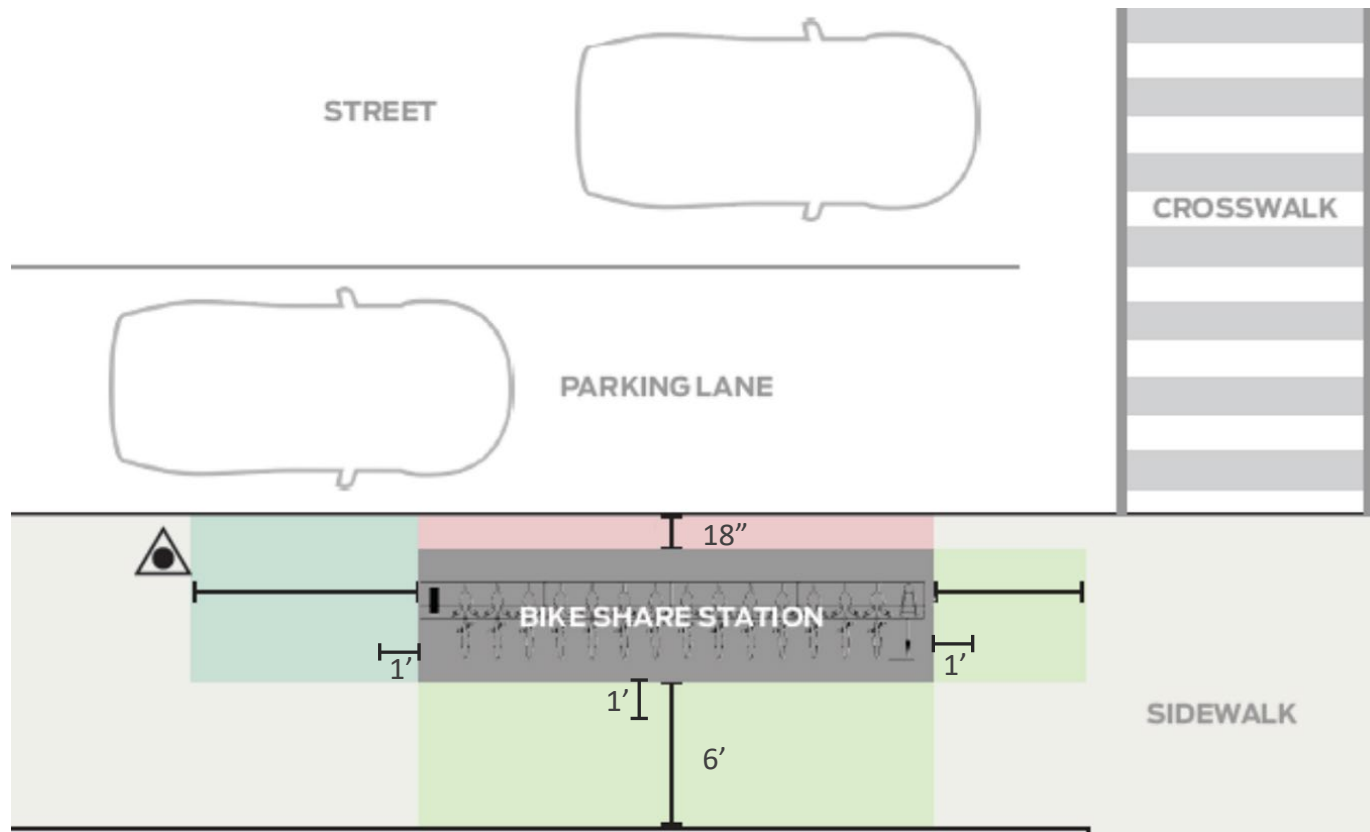 STREET
CROSSWALK
PARKING LANE
18”
BIKE SHARE STATION
1’
1’
1’
SIDEWALK
6’